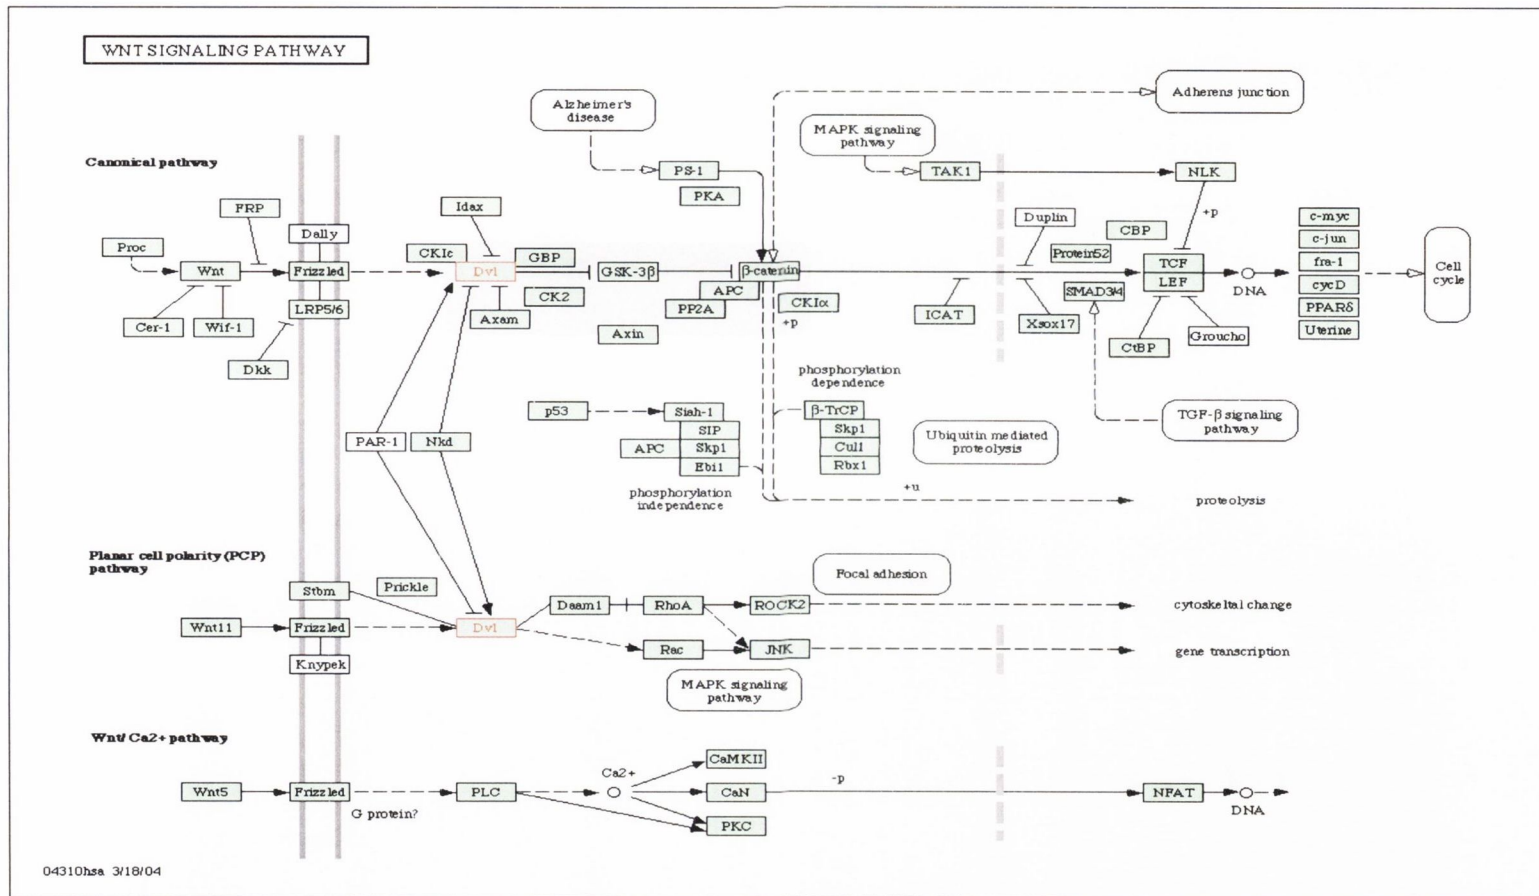 WNT SIGNALING PATHWAY
Alzheimer's
disease
Adherens junction
MAPK signaling
pathway
Canonical pathway
PS-1
TAK1
NLK
PKA
FRP
Idax
+p
Dally
Duplin
CBP
c-myc
Proc
CKIε
GBP
Protein52
c-jun
Wnt
Frizzled
Dvl
GSK-3β
β-catenin
TCF
LEF
DNA
fra-1
Cell
cycle
CK2
APC
CKIα
SMAD3/4
cycD
LRP5/6
PP2A
PPARδ
Cer-1
Wif-1
Axam
Axin
+p
ICAT
Xsox17
CtBP
Groucho
Uterine
Dkk
phosphorylation
dependence
p53
Siah-1
β-TrCP
TGF-β signaling
pathway
SIP
Skp1
PAR-1
Nkd
APC
Skp1
Cul1
Ubiquitin mediated
proteolysis
Ebi1
Rbx1
phosphorylation
independence
+u
proteolysis
Planar cell polarity (PCP)
pathway
Focal adhesion
Stbm
Prickle
Daam1
RhoA
ROCK2
cytoskeltal change
Wnt11
Frizzled
Dvl
Rac
JNK
gene transcription
Knypek
MAPK signaling
pathway
Wnt/ Ca2+ pathway
CaMKII
Ca2+
-p
Wnt5
Frizzled
PLC
CaN
NFAT
DNA
G protein?
PKC
04310hsa 3/18/04